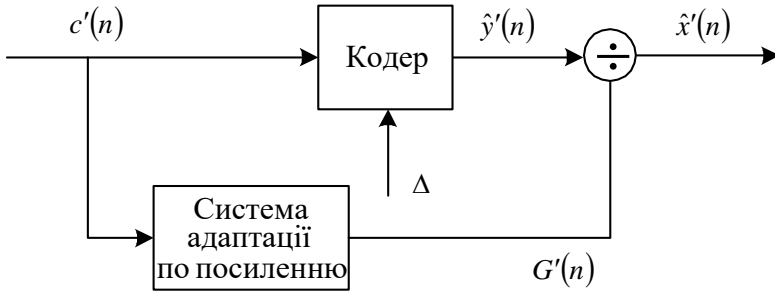 c′(n)
Кодер
ŷ′(n)
÷
x̂′(n)
Δ
Система
адаптації
по посиленню
G′(n)